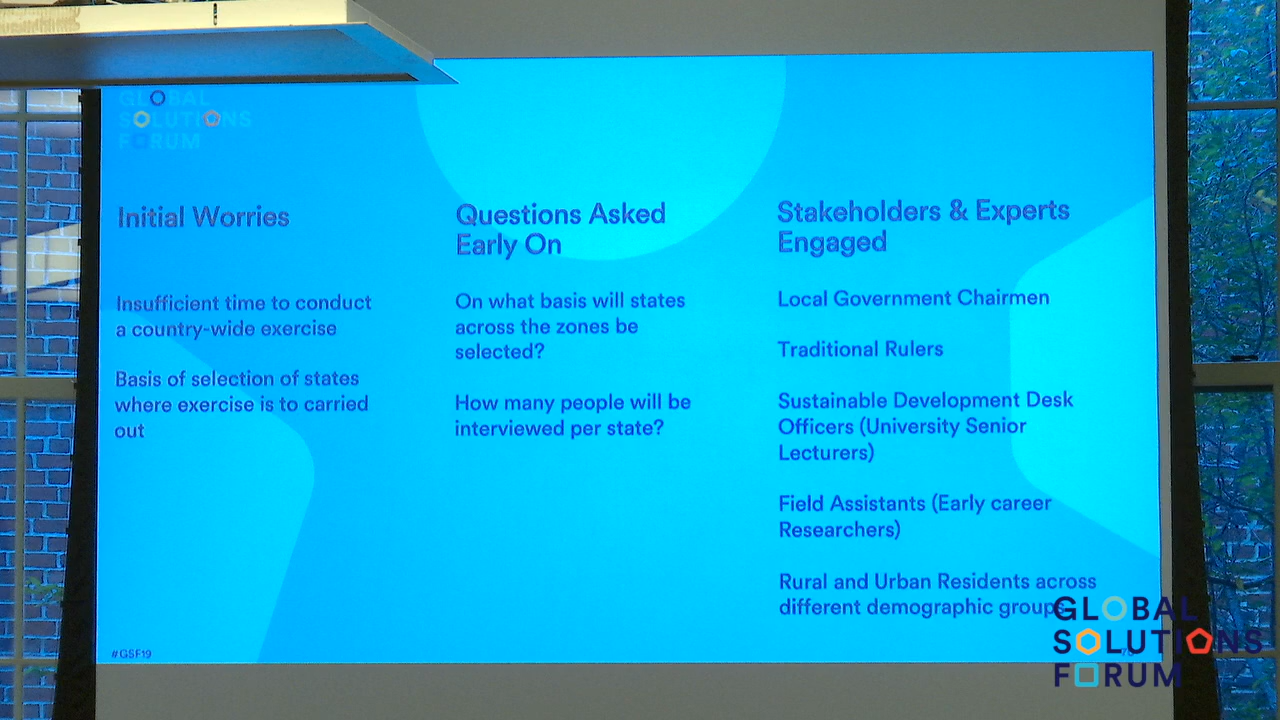 GLOBAL
SOLUTIONS
FORUM
Initial Worries
Insufficient time to conduct
a country-wide exercise
Basis of selection of states
where exercise is to carried
out
Questions Asked
Early On
On what basis will states
across the zones be
selected?
How many people will be
interviewed per state?
Stakeholders & Experts
Engaged
Local Government Chairmen
Traditional Rulers
Sustainable Development Desk
Officers (University Senior
Lecturers)
Field Assistants (Early career
Researchers)
Rural and Urban Residents across
different demographic groups
#GSF19
GLOBAL
SOLUTIONS
FORUM